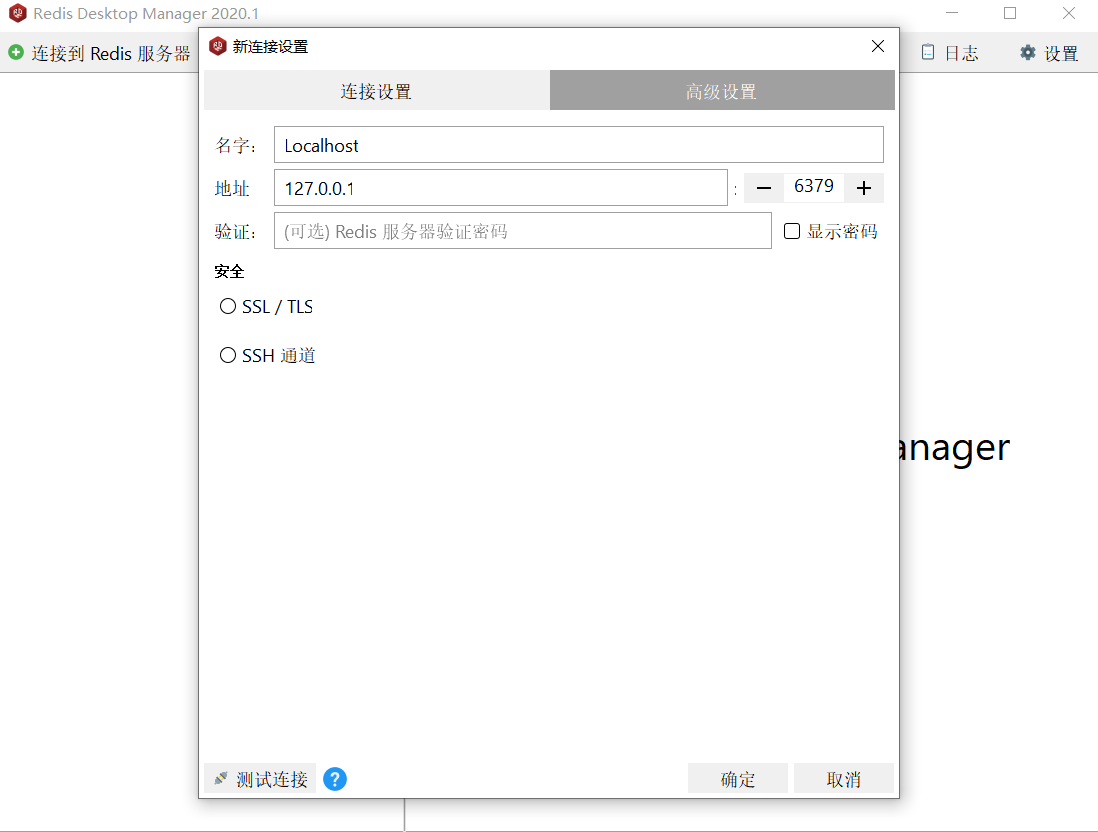 Redis Desktop Manager 2020.1
连接到 Redis 服务器
日志
设置
新连接设置
连接设置
高级设置
名字:
Localhost
地址
127.0.0.1
:
6379
验证:
(可选) Redis 服务器验证密码
显示密码
安全
SSL / TLS
SSH 通道
anager
测试连接
?
确定
取消